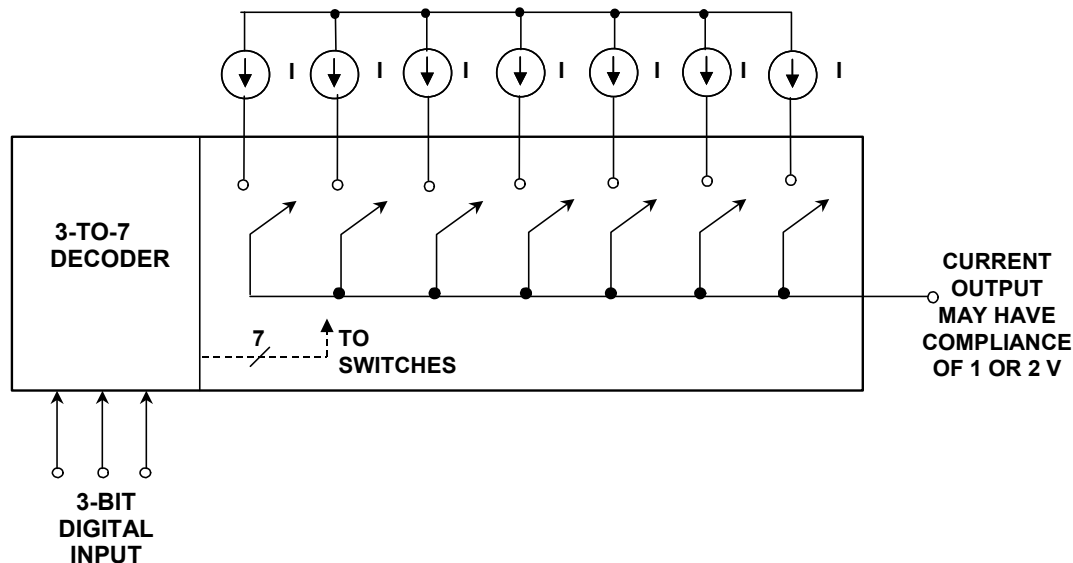 I I I I I I I
3-TO-7
DECODER
CURRENT
OUTPUT
MAY HAVE
COMPLIANCE
OF 1 OR 2 V
7 TO
SWITCHES
3-BIT
DIGITAL
INPUT